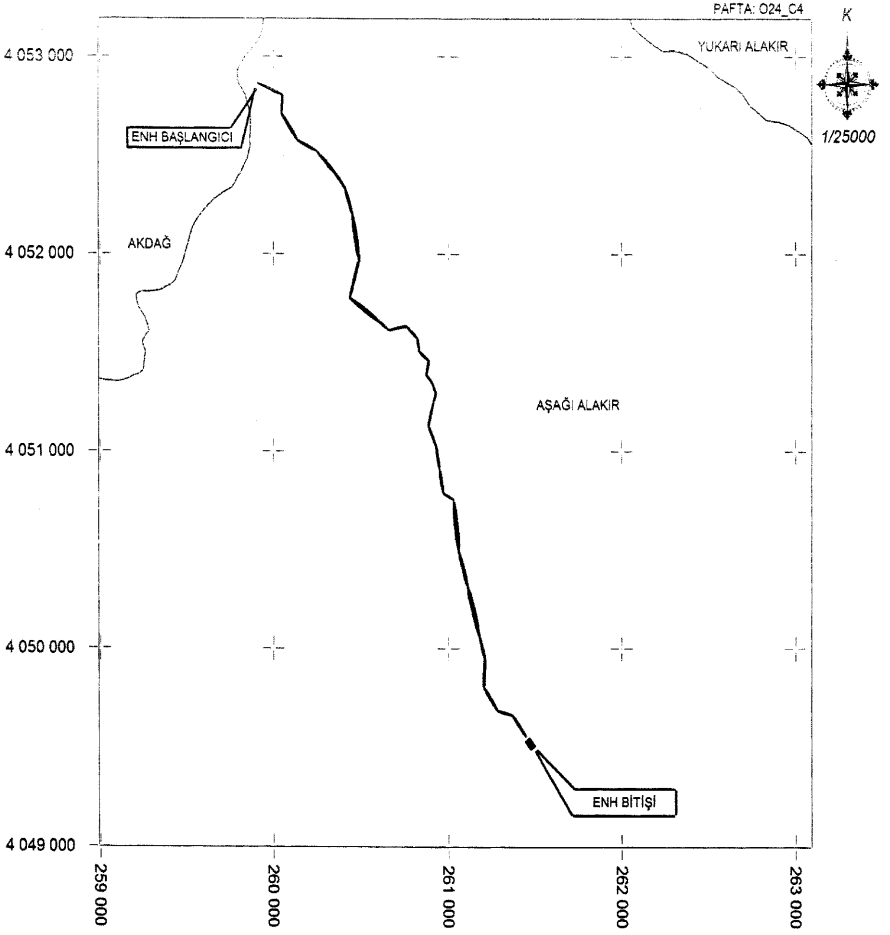 PAFTA: O24_C4
K
4 053 000
YUKARI ALAKIR
ENH BAŞLANGICI
1/25000
AKDAĞ
4 052 000
AŞAĞI ALAKIR
4 051 000
4 050 000
ENH BİTİŞİ
4 049 000
259 000
260 000
261 000
262 000
263 000